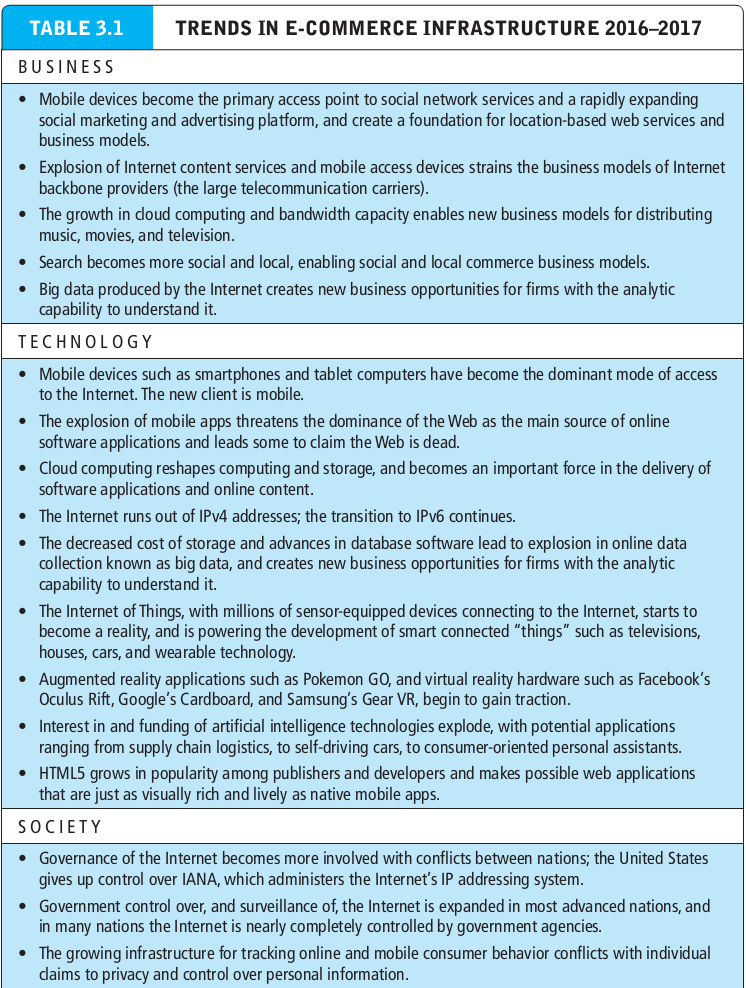 TABLE 3.1 TRENDS IN E-COMMERCE INFRASTRUCTURE 2016–2017
BUSINESS
• Mobile devices become the primary access point to social network services and a rapidly expanding
social marketing and advertising platform, and create a foundation for location-based web services and
business models.
• Explosion of Internet content services and mobile access devices strains the business models of Internet
backbone providers (the large telecommunication carriers).
• The growth in cloud computing and bandwidth capacity enables new business models for distributing
music, movies, and television.
• Search becomes more social and local, enabling social and local commerce business models.
• Big data produced by the Internet creates new business opportunities for firms with the analytic
capability to understand it.
TECHNOLOGY
• Mobile devices such as smartphones and tablet computers have become the dominant mode of access
to the Internet. The new client is mobile.
• The explosion of mobile apps threatens the dominance of the Web as the main source of online
software applications and leads some to claim the Web is dead.
• Cloud computing reshapes computing and storage, and becomes an important force in the delivery of
software applications and online content.
• The Internet runs out of IPv4 addresses; the transition to IPv6 continues.
• The decreased cost of storage and advances in database software lead to explosion in online data
collection known as big data, and creates new business opportunities for firms with the analytic
capability to understand it.
• The Internet of Things, with millions of sensor-equipped devices connecting to the Internet, starts to
become a reality, and is powering the development of smart connected “things” such as televisions,
houses, cars, and wearable technology.
• Augmented reality applications such as Pokemon GO, and virtual reality hardware such as Facebook’s
Oculus Rift, Google’s Cardboard, and Samsung’s Gear VR, begin to gain traction.
• Interest in and funding of artificial intelligence technologies explode, with potential applications
ranging from supply chain logistics, to self-driving cars, to consumer-oriented personal assistants.
• HTML5 grows in popularity among publishers and developers and makes possible web applications
that are just as visually rich and lively as native mobile apps.
SOCIETY
• Governance of the Internet becomes more involved with conflicts between nations; the United States
gives up control over IANA, which administers the Internet’s IP addressing system.
• Government control over, and surveillance of, the Internet is expanded in most advanced nations, and
in many nations the Internet is nearly completely controlled by government agencies.
• The growing infrastructure for tracking online and mobile consumer behavior conflicts with individual
claims to privacy and control over personal information.